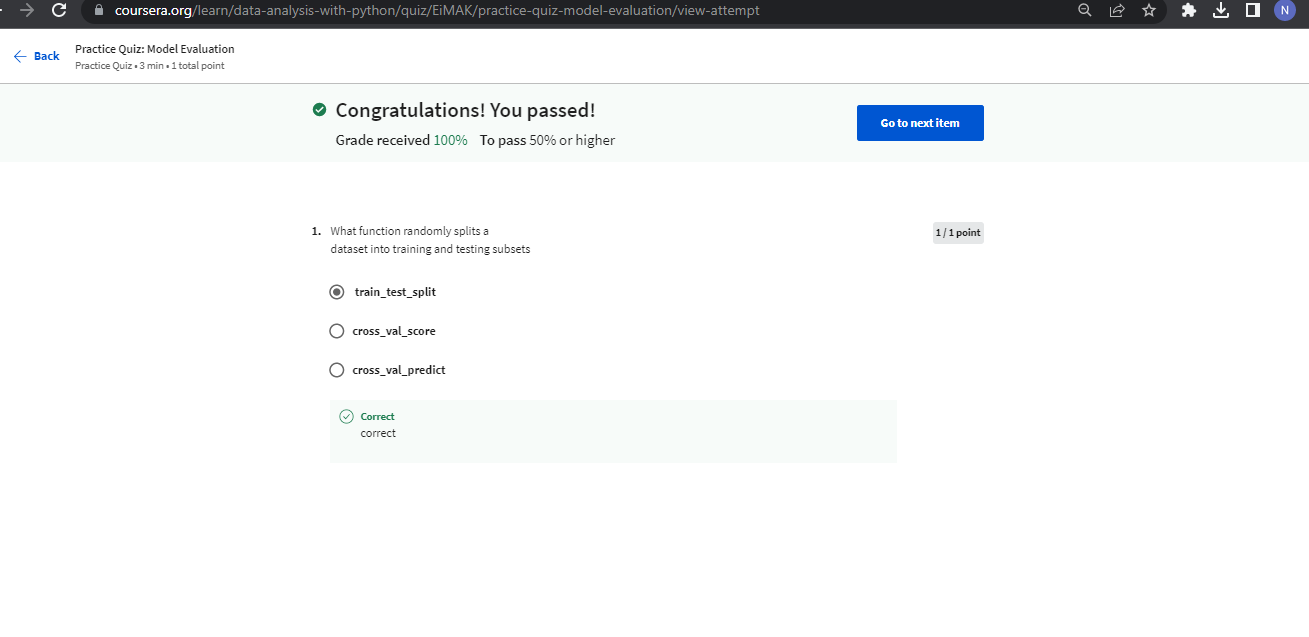 coursera.org/learn/data-analysis-with-python/quiz/EiMAK/practice-quiz-model-evaluation/view-attempt
N
Back
Practice Quiz: Model Evaluation
Practice Quiz • 3 min • 1 total point
Congratulations! You passed!
Grade received 100% To pass 50% or higher
Go to next item
1. What function randomly splits a
dataset into training and testing subsets
1 / 1 point
train_test_split
cross_val_score
cross_val_predict
Correct
correct